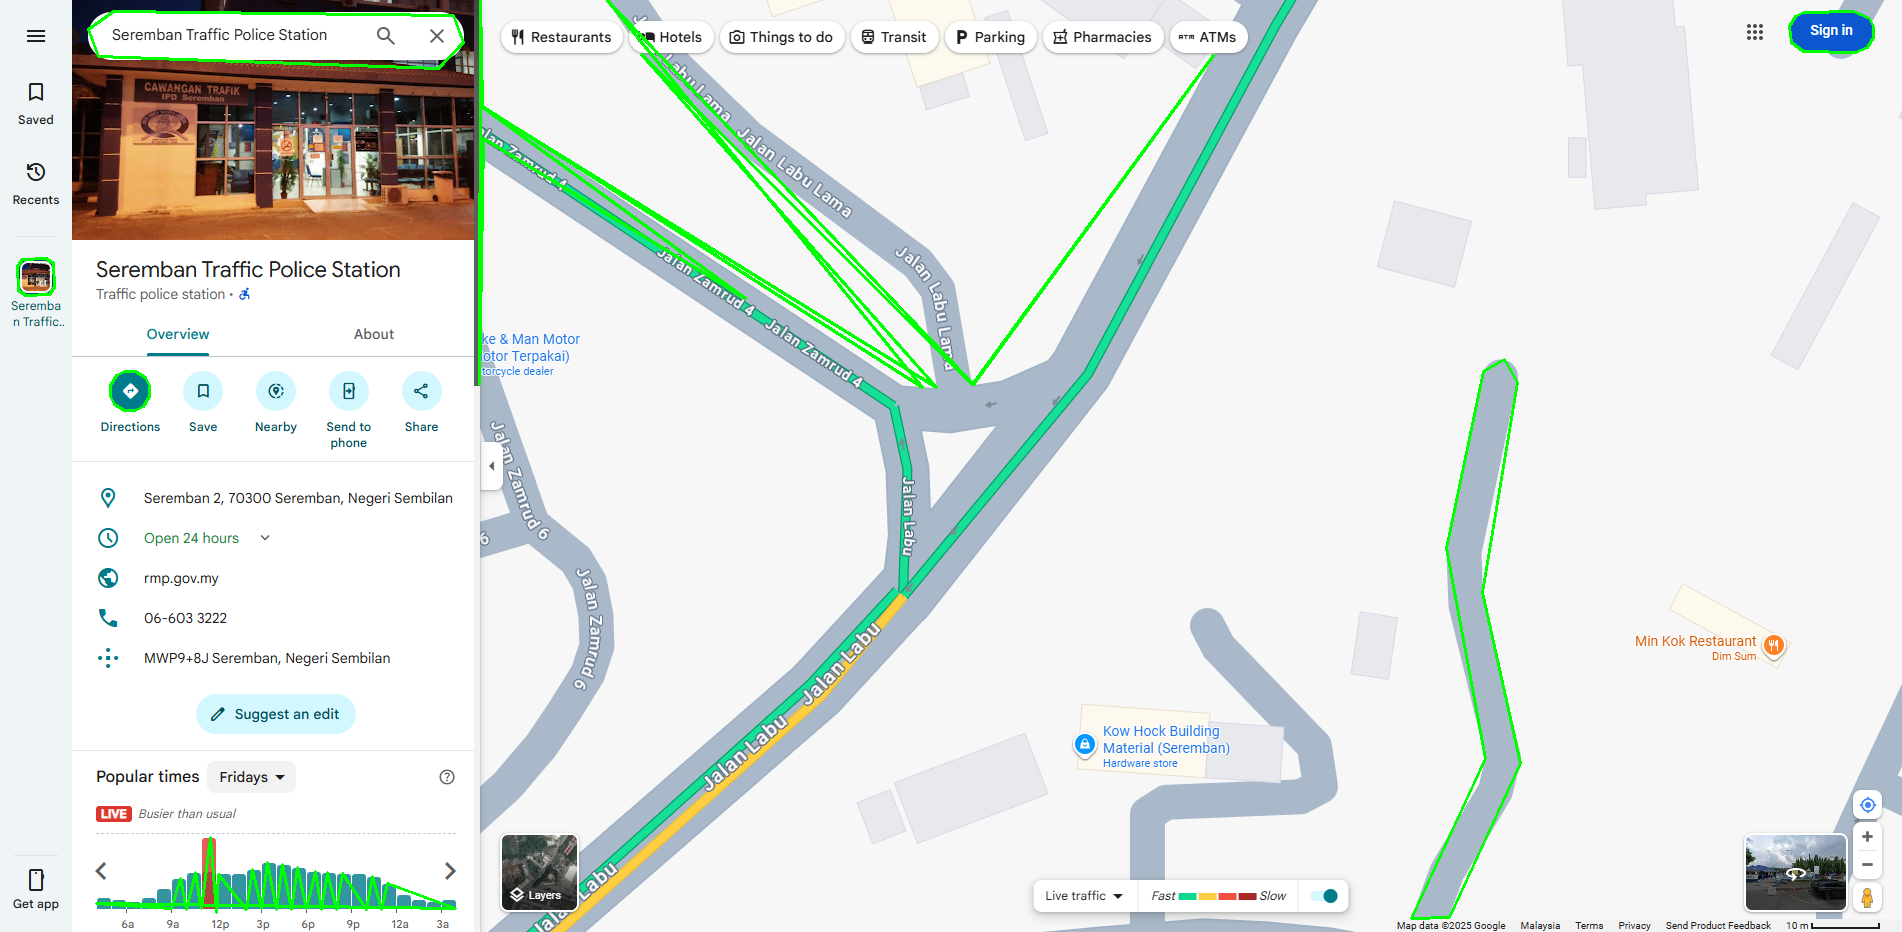 Seremban Traffic Police Station
Restaurants
Hotels
Things to do
Transit
Parking
Pharmacies
ATMs
Sign in
Saved
Recents
Seremba
n Traffic..
Get app
CAWANGAN TRAFIK
IPD Seremban
Seremban Traffic Police Station
Traffic police station
Overview
About
Directions
Save
Nearby
Send to
phone
Share
Seremban 2, 70300 Seremban, Negeri Sembilan
Open 24 hours
rmp.gov.my
06-603 3222
MWP9+8J Seremban, Negeri Sembilan
Suggest an edit
Popular times
Fridays
LIVE Busier than usual
6a 9a 12p 3p 6p 9p 12a 3a
Jalan Labu Lama
Jalan Labu Lama
Jalan Zamrud 4
Jalan Zamrud 4
Jalan Labu Lama
Jalan Zamrud 4
ke & Man Motor
otor Terpakai)
otorcycle dealer
Jalan Zamrud 6
6
Jalan Labu
Jalan Zamrud 6
Jalan Labu
Jalan Labu
Jalan Labu
Kow Hock Building
Material (Seremban)
Hardware store
Min Kok Restaurant
Dim Sum
Layers
Live traffic
Fast
Slow
Map data ©2025 Google
Malaysia
Terms
Privacy
Send Product Feedback
10 m